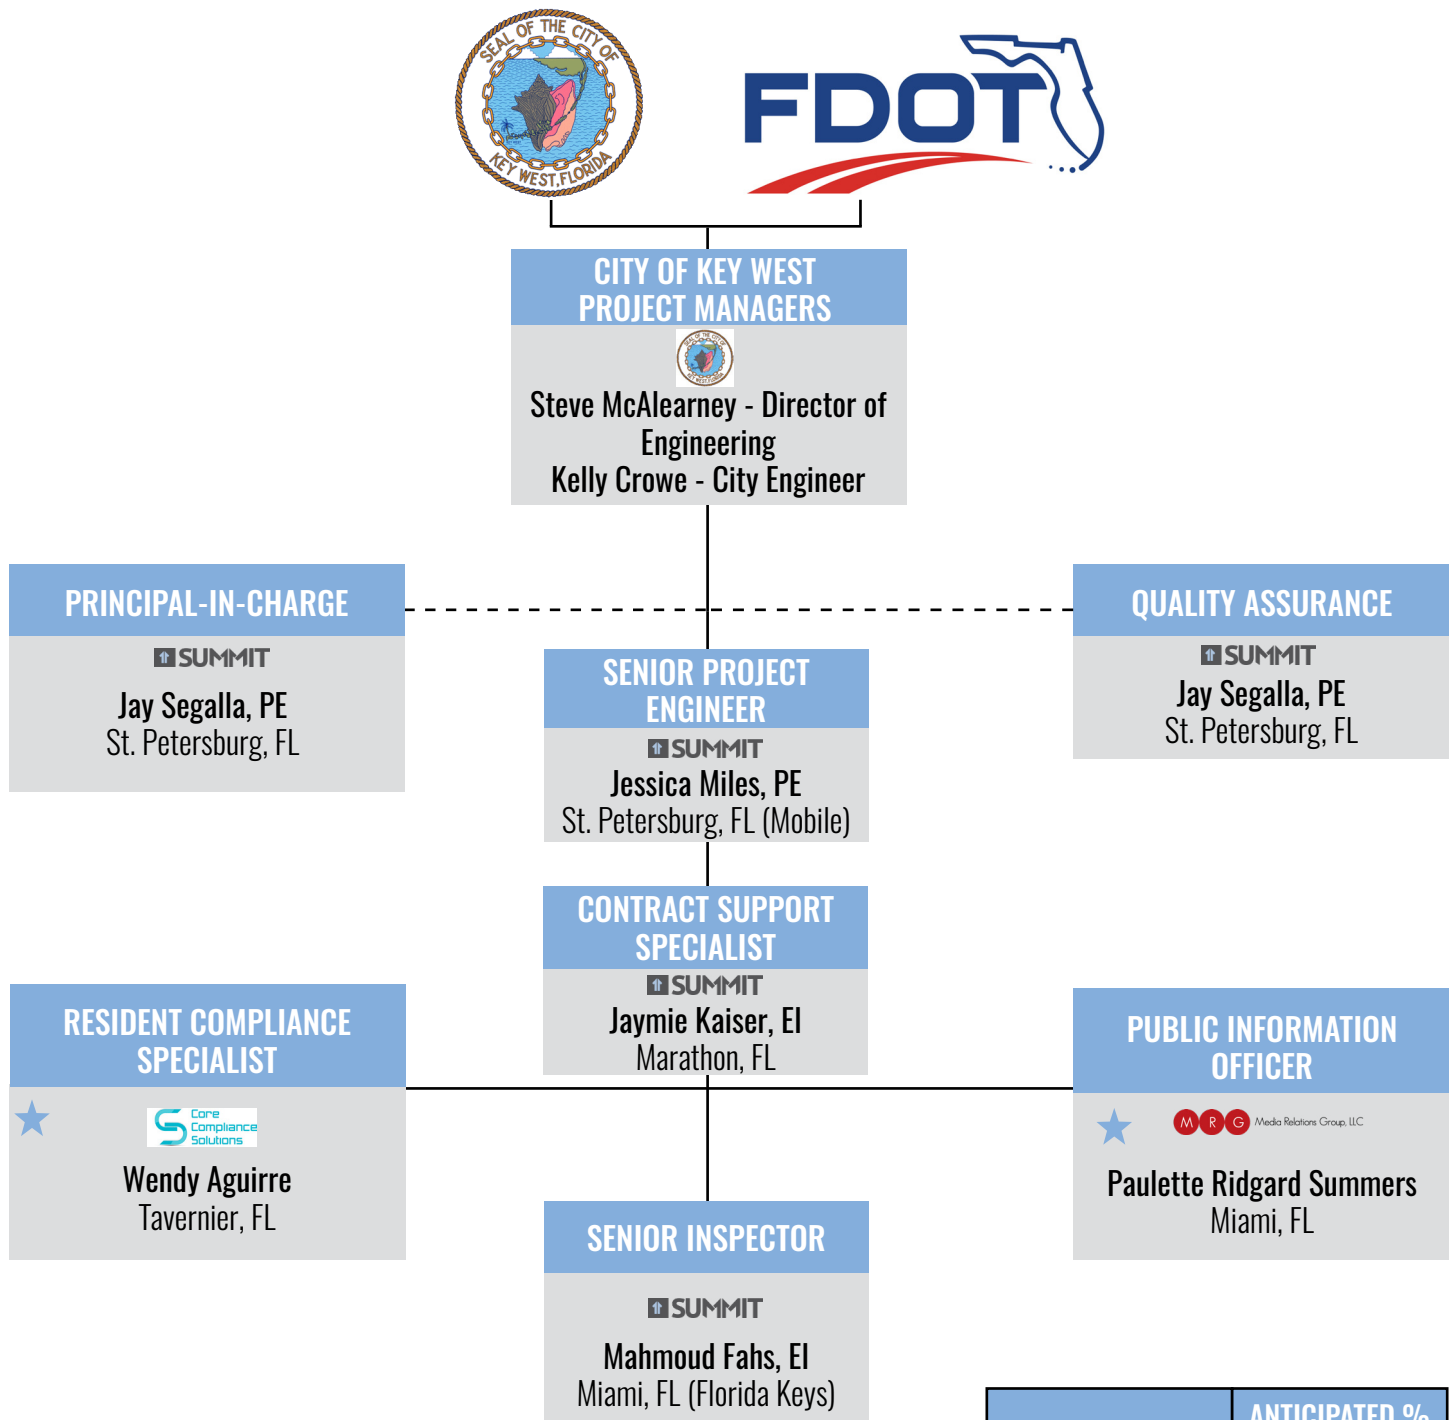 SEAL OF THE CITY OF
KEY WEST, FLORIDA
FDOT
CITY OF KEY WEST
PROJECT MANAGERS
Steve McAlearney - Director of
Engineering
Kelly Crowe - City Engineer
PRINCIPAL-IN-CHARGE
SUMMIT
Jay Segalla, PE
St. Petersburg, FL
QUALITY ASSURANCE
SUMMIT
Jay Segalla, PE
St. Petersburg, FL
SENIOR PROJECT
ENGINEER
SUMMIT
Jessica Miles, PE
St. Petersburg, FL (Mobile)
CONTRACT SUPPORT
SPECIALIST
SUMMIT
Jaymie Kaiser, EI
Marathon, FL
RESIDENT COMPLIANCE
SPECIALIST
Core
Compliance
Solutions
Wendy Aguirre
Tavernier, FL
PUBLIC INFORMATION
OFFICER
MRG Media Relations Group, LLC
Paulette Ridgard Summers
Miami, FL
SENIOR INSPECTOR
SUMMIT
Mahmoud Fahs, EI
Miami, FL (Florida Keys)
ANTICIPATED %